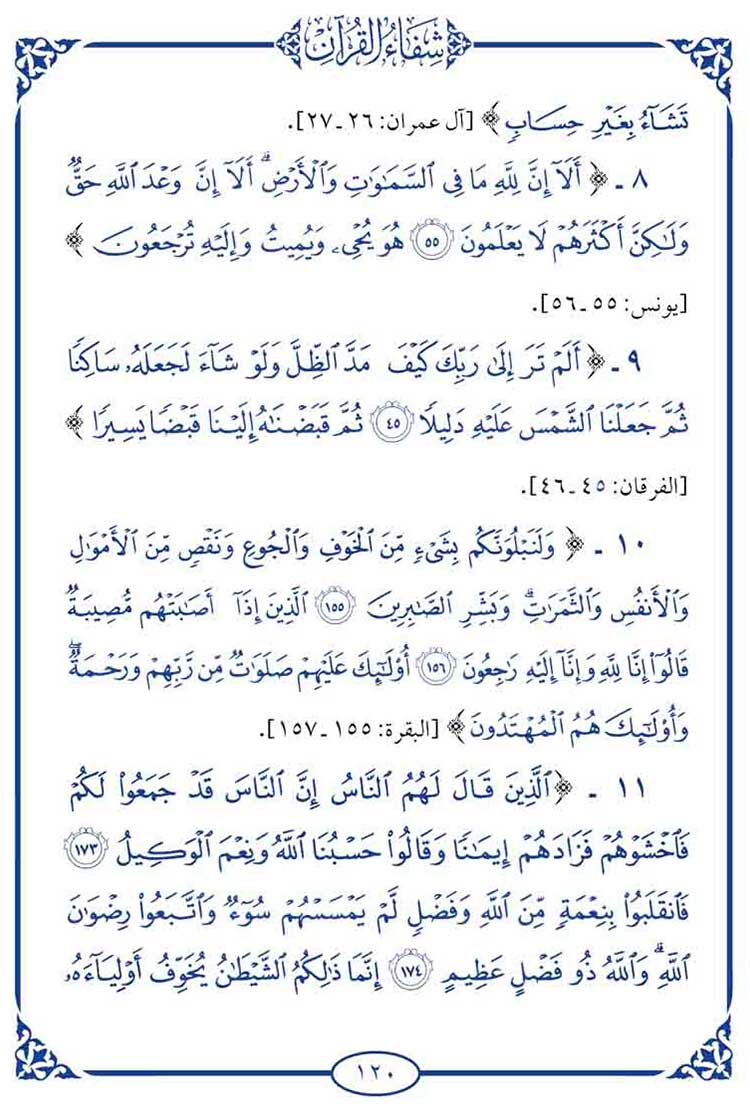 شِفَاءُ الْقُرْآنِ
تَشَآءُ بِغَيْرِ حِسَابٍ ﴾ [آل عمران: ٢٦ ـ ٢٧].
٨ ـ ﴿ أَلَآ إِنَّ لِلَّهِ مَا فِى ٱلسَّمَٰوَٰتِ وَٱلْأَرْضِۗ أَلَآ إِنَّ وَعْدَ ٱللَّهِ حَقٌّ
وَلَٰكِنَّ أَكْثَرَهُمْ لَا يَعْلَمُونَ ٥٥ هُوَ يُحْىِۦ وَيُمِيتُ وَإِلَيْهِ تُرْجَعُونَ ﴾
[يونس: ٥٥ ـ ٥٦].
٩ ـ ﴿ أَلَمْ تَرَ إِلَىٰ رَبِّكَ كَيْفَ مَدَّ ٱلظِّلَّ وَلَوْ شَآءَ لَجَعَلَهُۥ سَاكِنًا
ثُمَّ جَعَلْنَا ٱلشَّمْسَ عَلَيْهِ دَلِيلًا ٤٥ ثُمَّ قَبَضْنَٰهُ إِلَيْنَا قَبْضًا يَسِيرًا ﴾
[الفرقان: ٤٥ ـ ٤٦].
١٠ ـ ﴿ وَلَنَبْلُوَنَّكُم بِشَىْءٍ مِّنَ ٱلْخَوْفِ وَٱلْجُوعِ وَنَقْصٍ مِّنَ ٱلْأَمْوَٰلِ
وَٱلْأَنفُسِ وَٱلثَّمَرَٰتِۗ وَبَشِّرِ ٱلصَّٰبِرِينَ ١٥٥ ٱلَّذِينَ إِذَآ أَصَٰبَتْهُم مُّصِيبَةٌ
قَالُوٓا۟ إِنَّا لِلَّهِ وَإِنَّآ إِلَيْهِ رَٰجِعُونَ ١٥٦ أُو۟لَٰٓئِكَ عَلَيْهِمْ صَلَوَٰتٌ مِّن رَّبِّهِمْ وَرَحْمَةٌۖ
وَأُو۟لَٰٓئِكَ هُمُ ٱلْمُهْتَدُونَ ﴾ [البقرة: ١٥٥ ـ ١٥٧].
١١ ـ ﴿ ٱلَّذِينَ قَالَ لَهُمُ ٱلنَّاسُ إِنَّ ٱلنَّاسَ قَدْ جَمَعُوا۟ لَكُمْ
فَٱخْشَوْهُمْ فَزَادَهُمْ إِيمَٰنًا وَقَالُوا۟ حَسْبُنَا ٱللَّهُ وَنِعْمَ ٱلْوَكِيلُ ١٧٣
فَٱنقَلَبُوا۟ بِنِعْمَةٍ مِّنَ ٱللَّهِ وَفَضْلٍ لَّمْ يَمْسَسْهُمْ سُوٓءٌ وَٱتَّبَعُوا۟ رِضْوَٰنَ
ٱللَّهِۗ وَٱللَّهُ ذُو فَضْلٍ عَظِيمٍ ١٧٤ إِنَّمَا ذَٰلِكُمُ ٱلشَّيْطَٰنُ يُخَوِّفُ أَوْلِيَآءَهُۥ
١٢٠